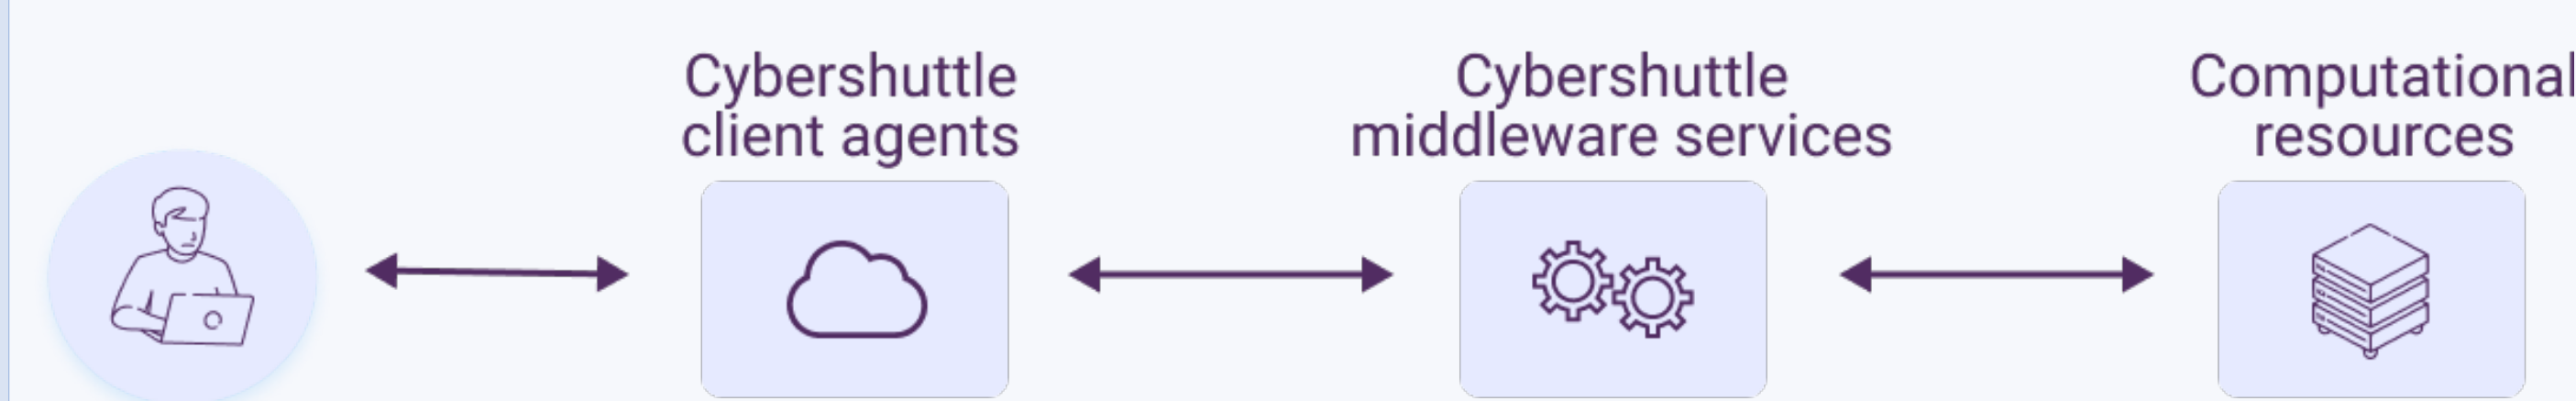 Cybershuttle
client agents
Cybershuttle
middleware services
Computational
resources